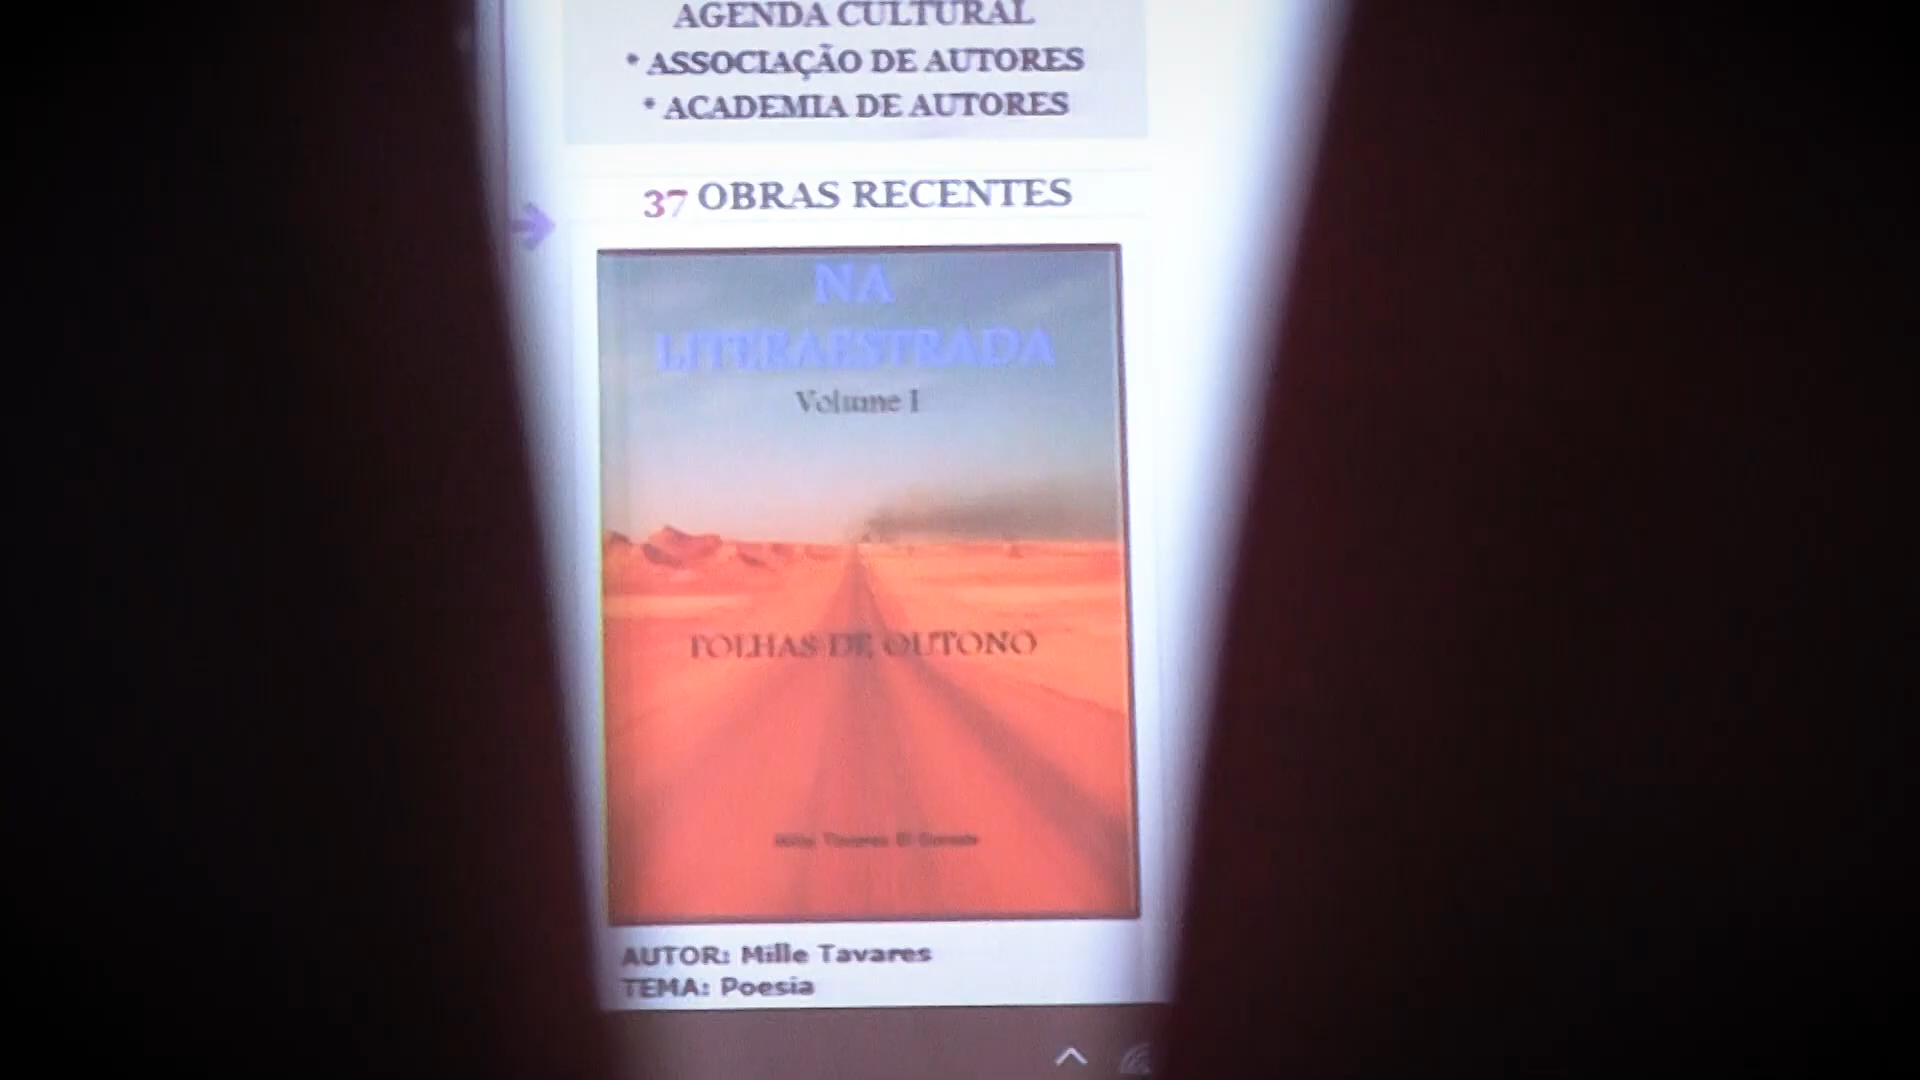 AGENDA CULTURAL
* ASSOCIAÇÃO DE AUTORES
* ACADEMIA DE AUTORES
37 OBRAS RECENTES
NA
LITERAESTRADA
Volume I
FOLHAS DE OUTONO
Tavares
AUTOR: Mille Tavares
TEMA: Poesia